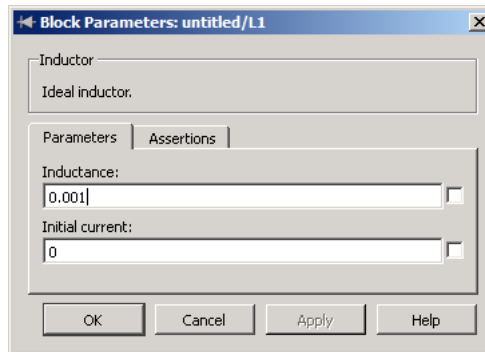 Block Parameters: untitled/L1
Inductor
Ideal inductor.
Parameters Assertions
Inductance:
0.001
Initial current:
0
OK Cancel Apply Help